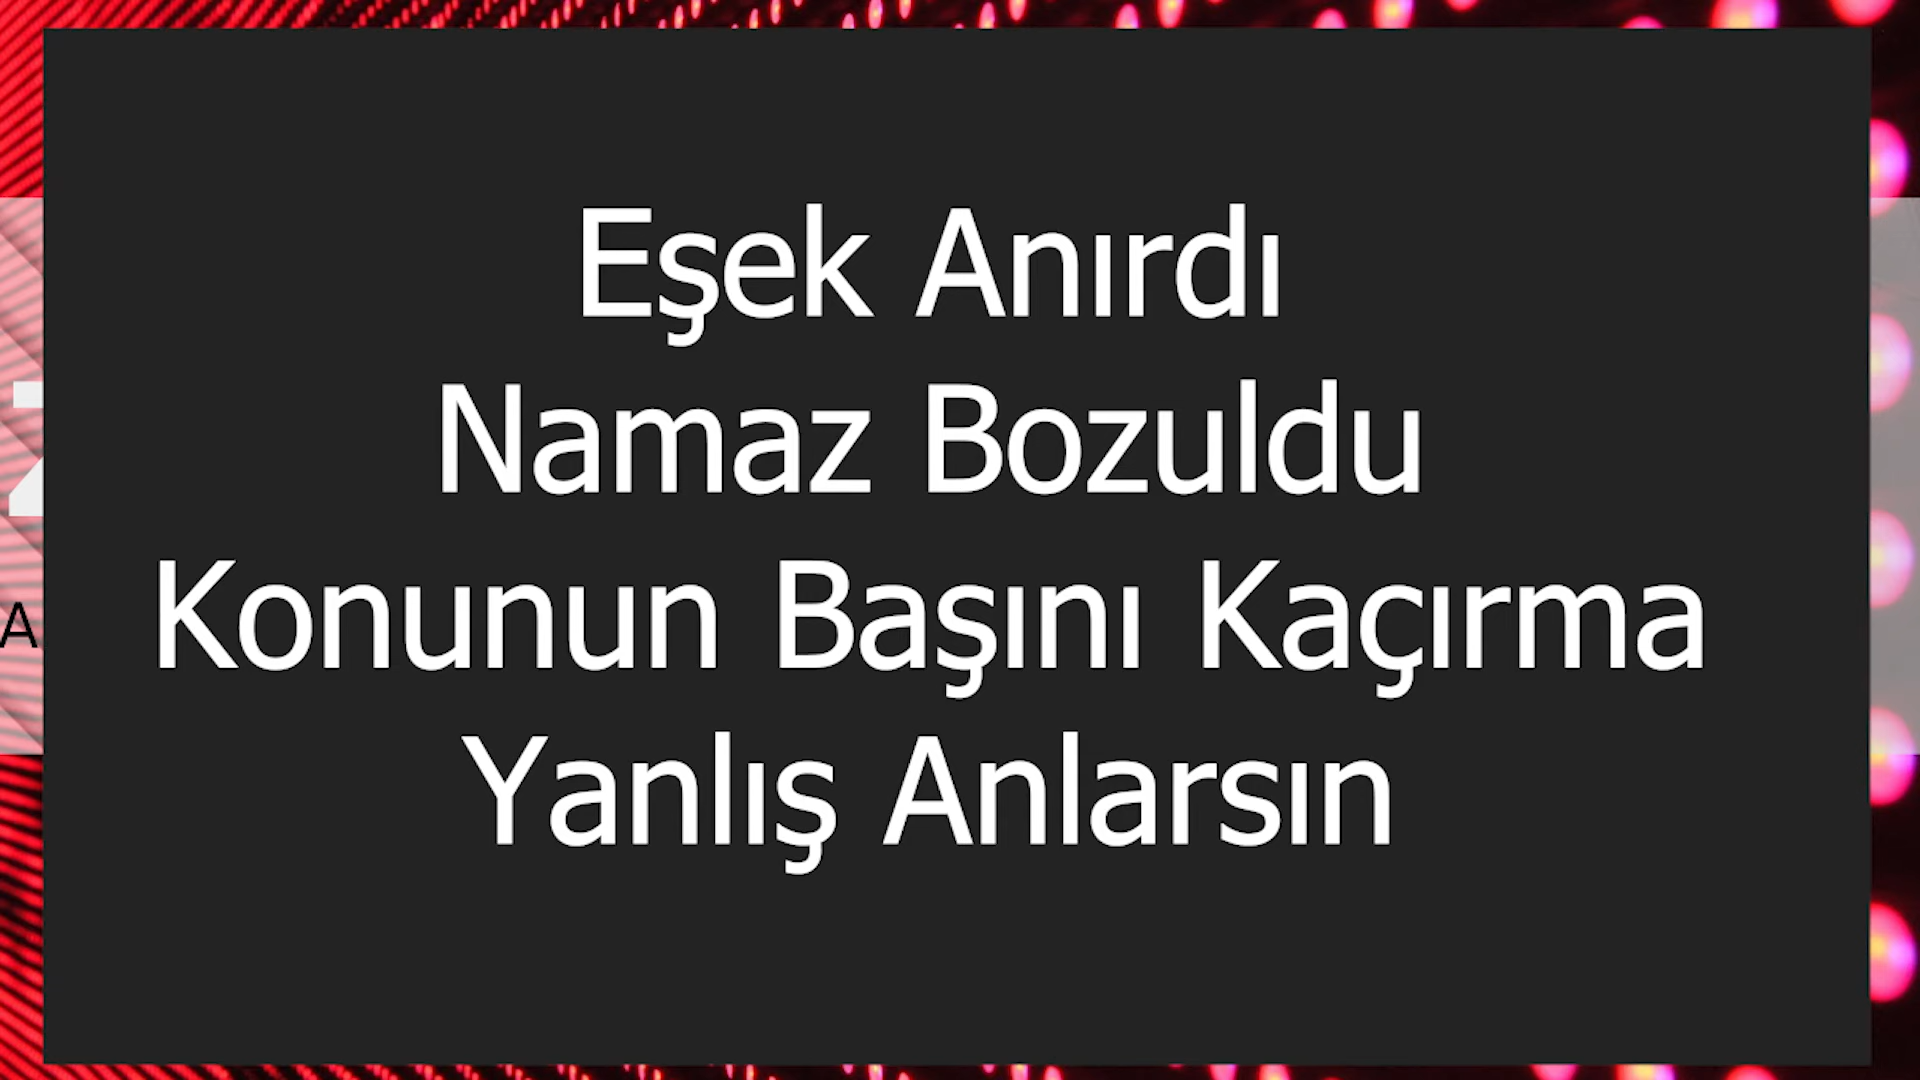 Eşek Anırdı
Namaz Bozuldu
Konunun Başını Kaçırma
Yanlış Anlarsın